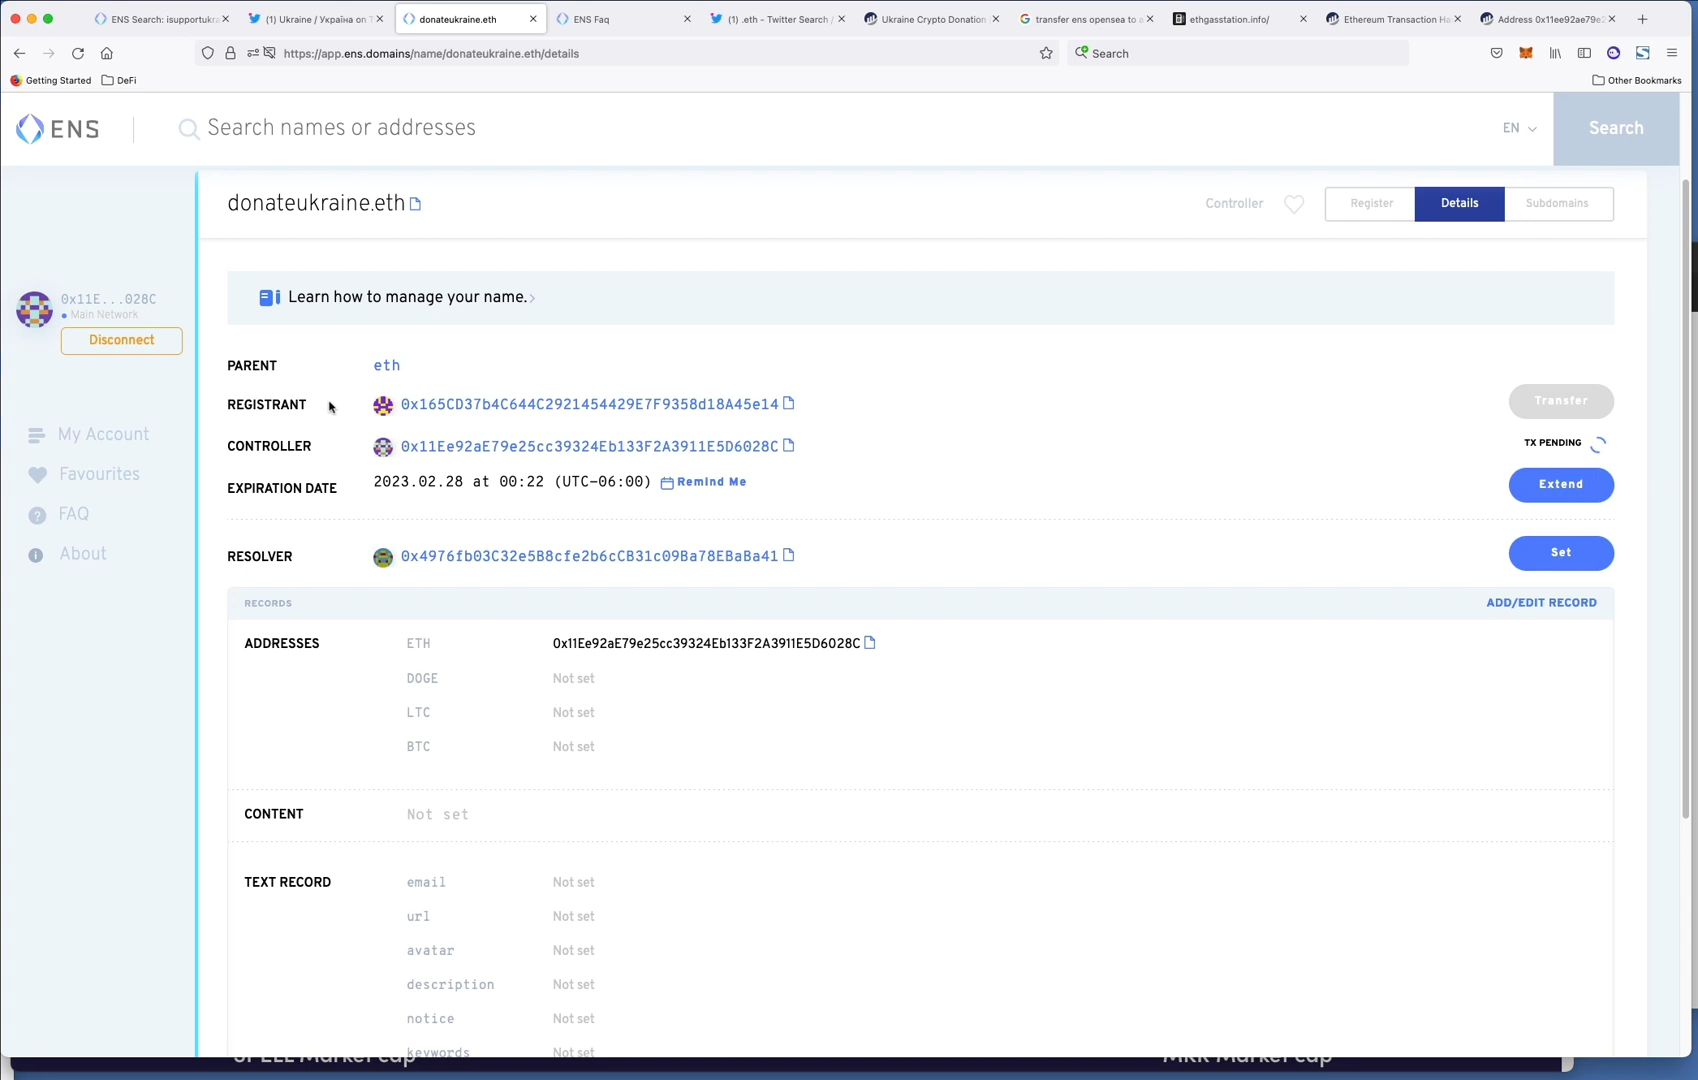 ENS Search: isupportukra
(1) Ukraine / Україна on T
donateukraine.eth
ENS Faq
(1) .eth - Twitter Search /
Ukraine Crypto Donation
transfer ens opensea to a
ethgasstation.info/
Ethereum Transaction Ha
Address 0x11ee92ae79e2
https://app.ens.domains/name/donateukraine.eth/details
Search
Getting Started
DeFi
Other Bookmarks
ENS
Search names or addresses
EN
Search
donateukraine.eth
Controller
Register
Details
Subdomains
Learn how to manage your name.
0x11E...028C
Main Network
Disconnect
PARENT
eth
REGISTRANT
0x165CD37b4C644C2921454429E7F9358d18A45e14
Transfer
CONTROLLER
0x11Ee92aE79e25cc39324Eb133F2A3911E5D6028C
TX PENDING
EXPIRATION DATE
2023.02.28 at 00:22 (UTC-06:00)
Remind Me
Extend
My Account
Favourites
FAQ
About
RESOLVER
0x4976fb03C32e5B8cfe2b6cCB31c09Ba78EBaBa41
Set
RECORDS
ADD/EDIT RECORD
ADDRESSES
ETH
0x11Ee92aE79e25cc39324Eb133F2A3911E5D6028C
DOGE
Not set
LTC
Not set
BTC
Not set
CONTENT
Not set
TEXT RECORD
email
Not set
url
Not set
avatar
Not set
description
Not set
notice
Not set
keywords
Not set
SPELL Market cap
MKR Market cap